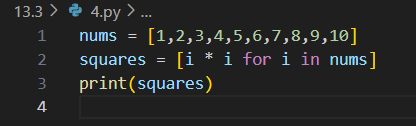 13.3 > 4.py > ...
1 nums = [1,2,3,4,5,6,7,8,9,10]
2 squares = [i * i for i in nums]
3 print(squares)
4